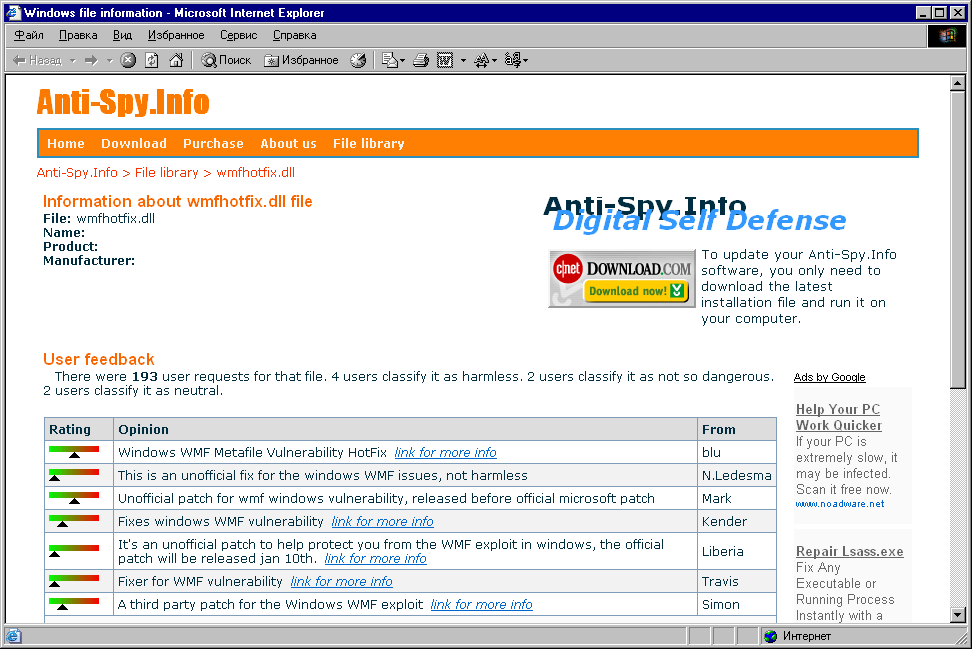 Windows file information - Microsoft Internet Explorer
Файл Правка Вид Избранное Сервис Справка
Назад Поиск Избранное
Anti-Spy.Info
Home Download Purchase About us File library
Anti-Spy.Info > File library > wmfhotfix.dll
Information about wmfhotfix.dll file
File: wmfhotfix.dll
Name:
Product:
Manufacturer:
Anti-Spy.Info
Digital Self Defense
c|net DOWNLOAD.COM
Download now!
To update your Anti-Spy.Info
software, you only need to
download the latest
installation file and run it on
your computer.
User feedback
There were 193 user requests for that file. 4 users classify it as harmless. 2 users classify it as not so dangerous.
2 users classify it as neutral.
Rating Opinion From
Windows WMF Metafile Vulnerability HotFix link for more info blu
This is an unofficial fix for the windows WMF issues, not harmless N.Ledesma
Unofficial patch for wmf windows vulnerability, released before official microsoft patch Mark
Fixes windows WMF vulnerability link for more info Kender
It's an unofficial patch to help protect you from the WMF exploit in windows, the official
patch will be released jan 10th. link for more info Liberia
Fixer for WMF vulnerability link for more info Travis
A third party patch for the Windows WMF exploit link for more info Simon
Ads by Google
Help Your PC
Work Quicker
If your PC is
extremely slow, it
may be infected.
Scan it free now.
www.noadware.net
Repair Lsass.exe
Fix Any
Executable or
Running Process
Instantly with a
Интернет